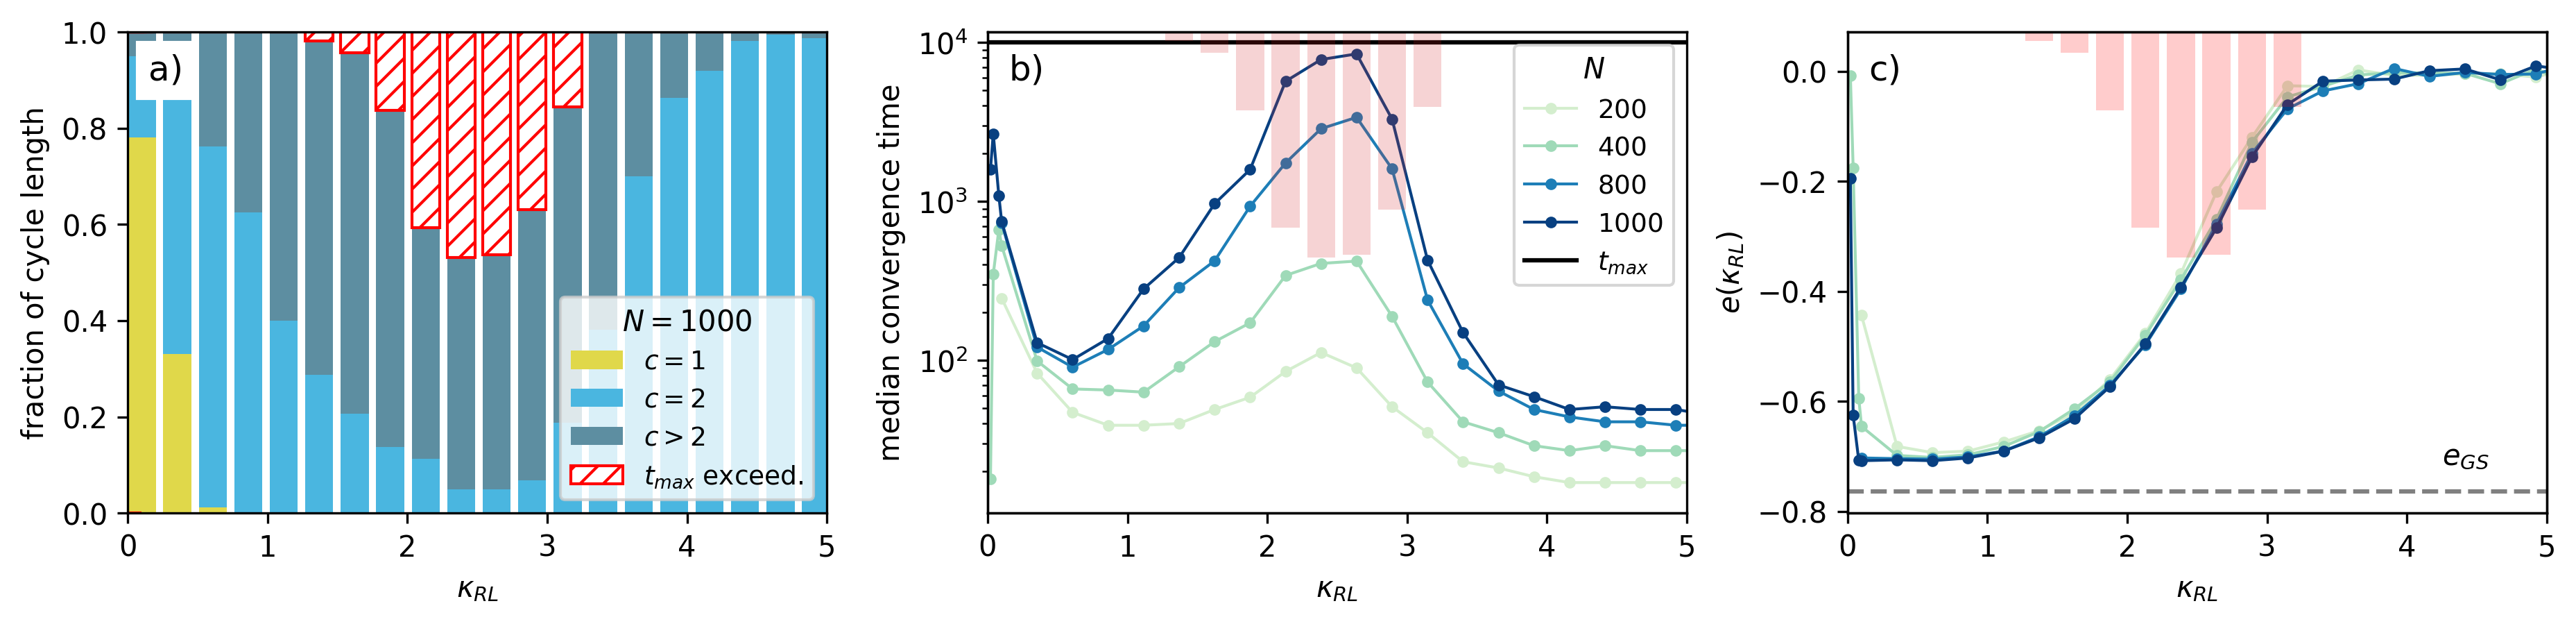 a)
fraction of cycle length
1.0
0.8
0.6
0.4
0.2
0.0
0
1
2
3
4
5
κ_RL
N = 1000
c = 1
c = 2
c > 2
t_max exceed.
b)
median convergence time
10^4
10^3
10^2
0
1
2
3
4
5
κ_RL
N
200
400
800
1000
t_max
c)
e(κ_RL)
0.0
−0.2
−0.4
−0.6
−0.8
0
1
2
3
4
5
κ_RL
e_GS